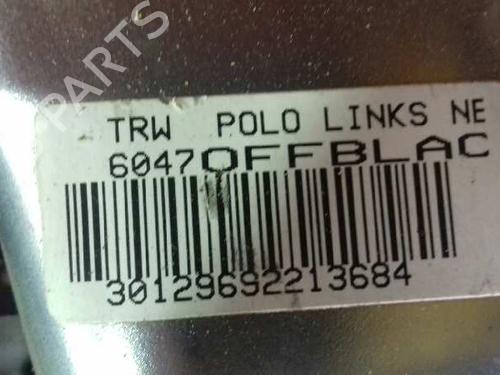 TRW POLO LINKS NE
6047OFFBLAC
30129692213684
PARTS